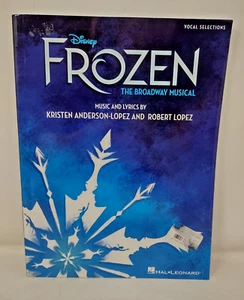 VOCAL SELECTIONS
Disney
FROZEN
THE BROADWAY MUSICAL
MUSIC AND LYRICS BY
KRISTEN ANDERSON-LOPEZ AND ROBERT LOPEZ
HAL•LEONARD